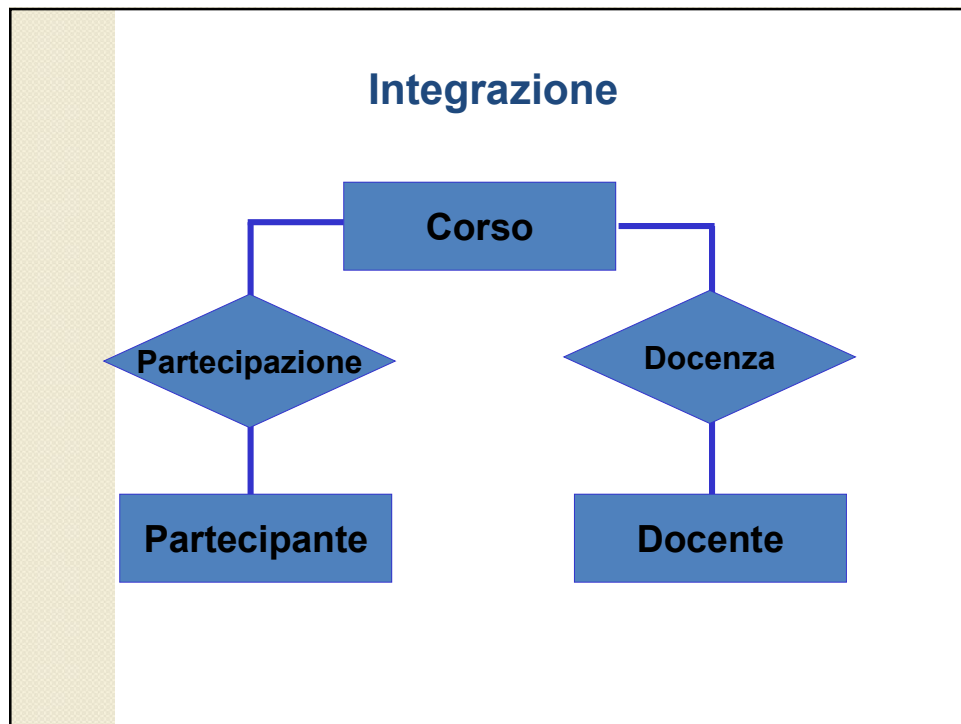 Integrazione
Corso
Partecipazione
Docenza
Partecipante
Docente